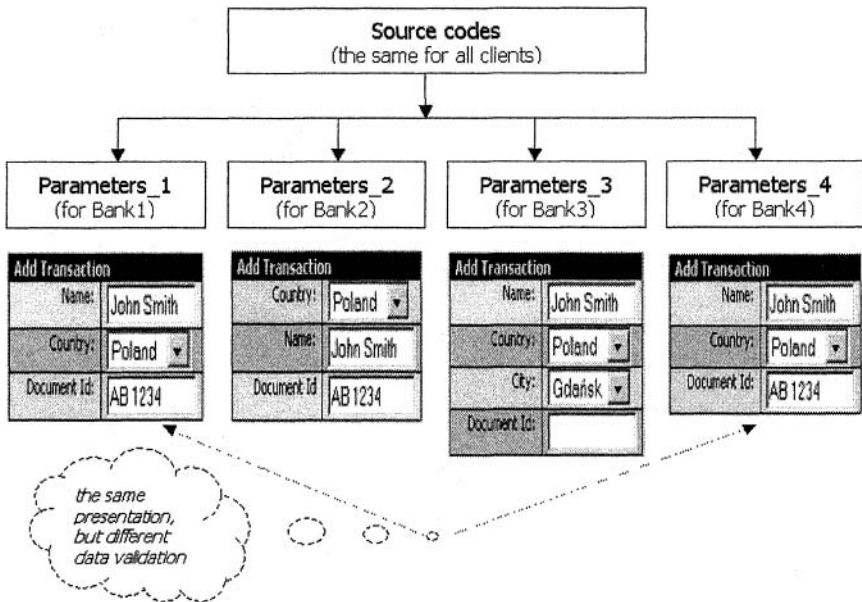 Source codes
(the same for all clients)
Parameters_1
(for Bank1)
Parameters_2
(for Bank2)
Parameters_3
(for Bank3)
Parameters_4
(for Bank4)
Add Transaction
Name: John Smith
Country: Poland
Document Id: AB 1234
Add Transaction
Country: Poland
Name: John Smith
Document Id AB 1234
Add Transaction
Name: John Smith
Country: Poland
City: Gdańsk
Document Id:
Add Transaction
Name: John Smith
Country: Poland
Document Id: AB 1234
the same
presentation,
but different
data validation